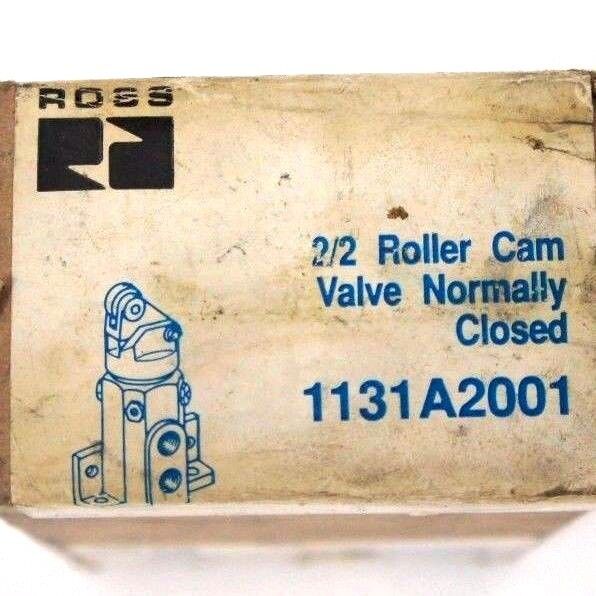 ROSS
2/2 Roller Cam
Valve Normally
Closed
1131A2001